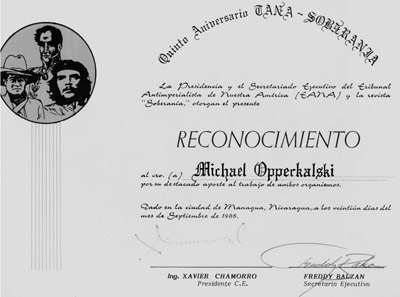 Quinto Aniversario TANA - SOBERANIA
La Presidencia y el Secretariado Ejecutivo del Tribunal
Antimperialista de Nuestra América (TANA) y la revista
"Soberanía," otorgan el presente
RECONOCIMIENTO
al cro. (a) Michael Opperkalski
por su destacado aporte al trabajo de ambos organismos.
Dado en la ciudad de Managua, Nicaragua, a los veintiún días del
mes de Septiembre de 1986.
Ing. XAVIER CHAMORRO
Presidente C.E.
FREDDY BALZAN
Secretario Ejecutivo